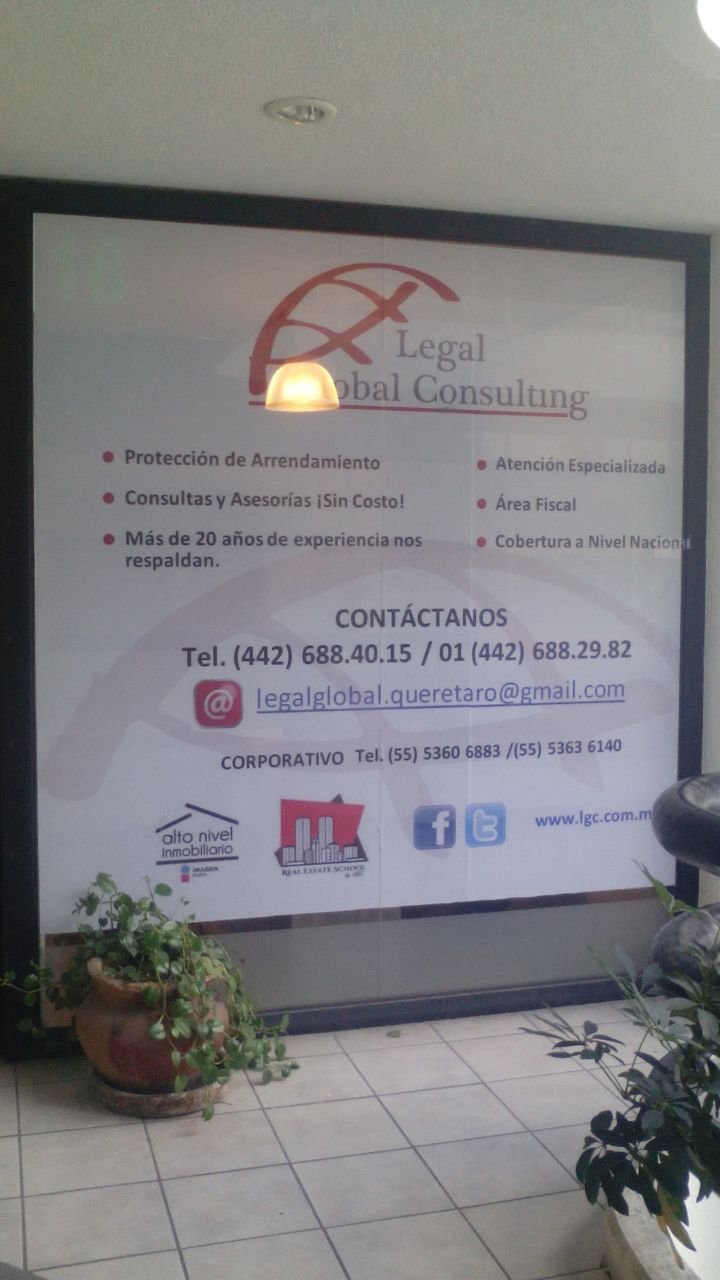 18
Legal
obal Consulting
• Protección de Arrendamiento
• Consultas y Asesorías ¡Sin Costo!
• Más de 20 años de experiencia nos
respaldan.
• Atención Especializada
• Área Fiscal
• Cobertura a Nivel Nacional
CONTÁCTANOS
Tel. (442) 688.40.15 / 01 (442) 688.29.82
@ legalglobal.queretaro@gmail.com
CORPORATIVO Tel. (55) 5360 6883 /(55) 5363 6140
alto nivel
inmobiliario
IMAGEN
REAL ESTATE SCHOOL
f t
www.lgc.com.m